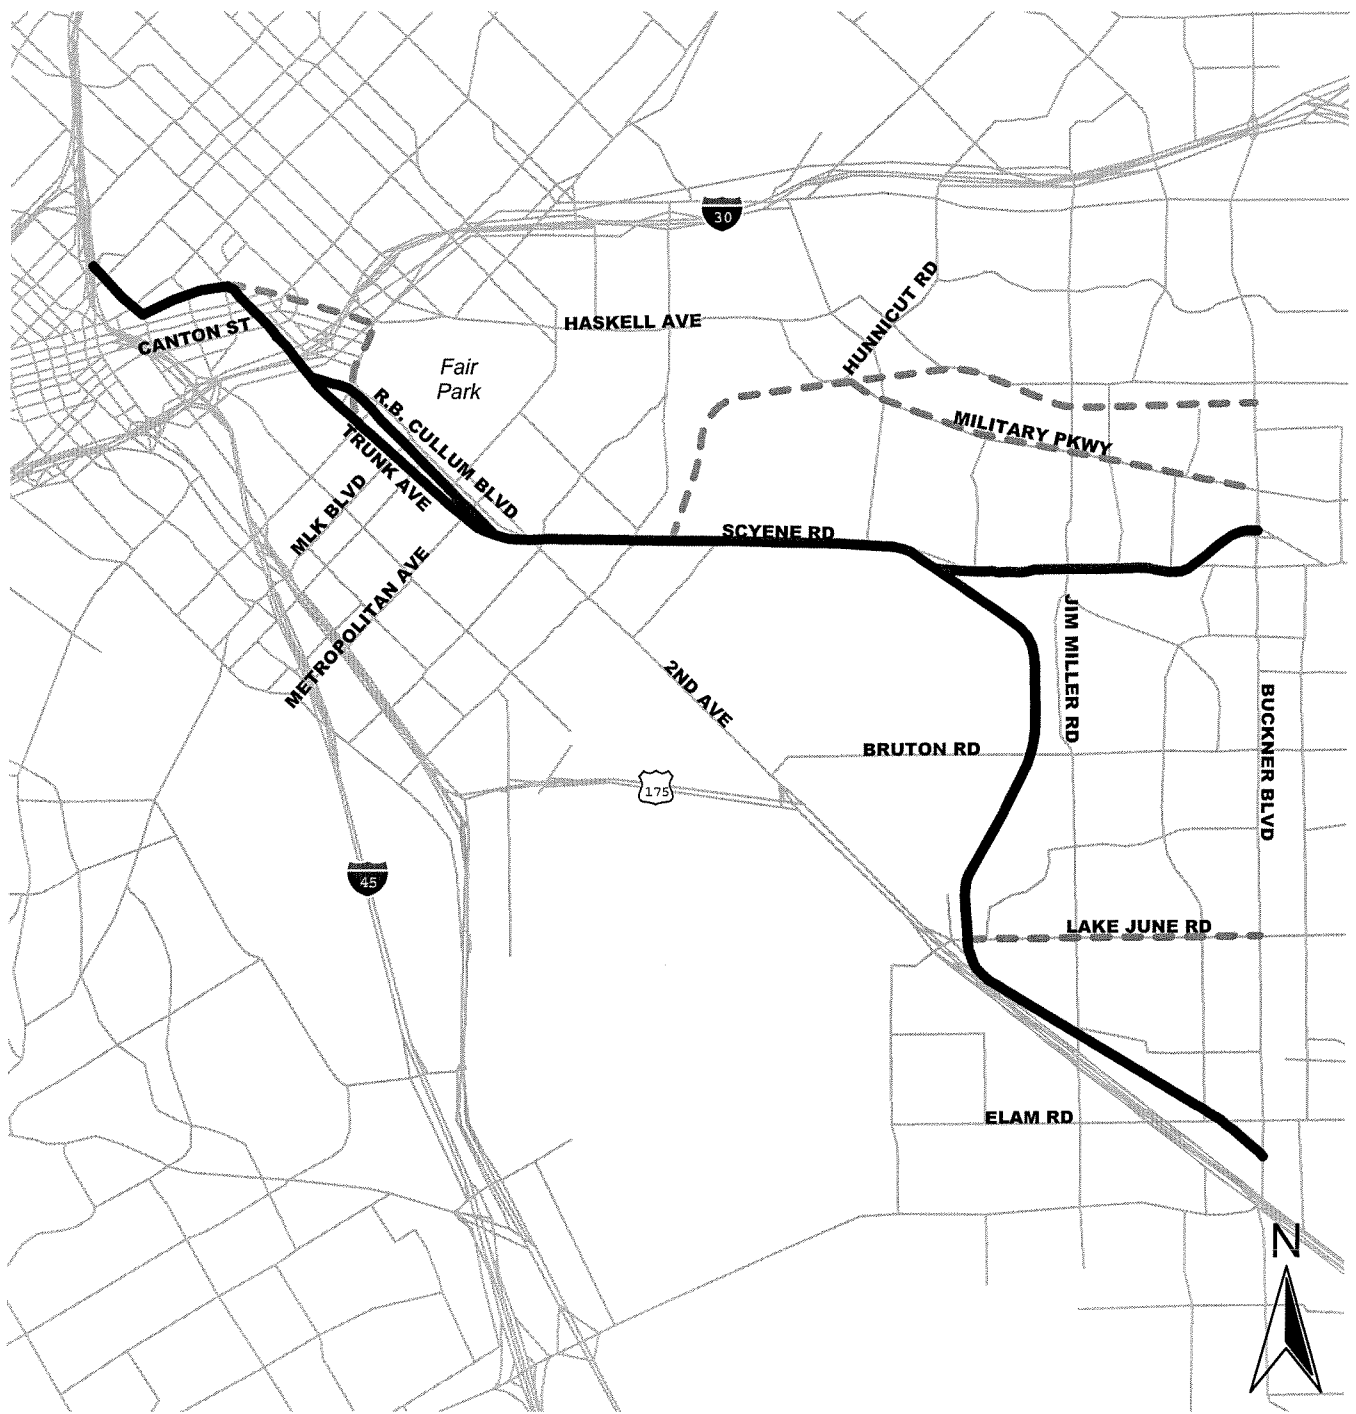 30
HUNNICUT RD
HASKELL AVE
CANTON ST
Fair
Park
R.B. CULLUM BLVD
MILITARY PKWY
TRUNK AVE
MLK BLVD
SCYENE RD
METROPOLITAN AVE
JIM MILLER RD
2ND AVE
BUCKNER BLVD
BRUTON RD
175
45
LAKE JUNE RD
ELAM RD
N